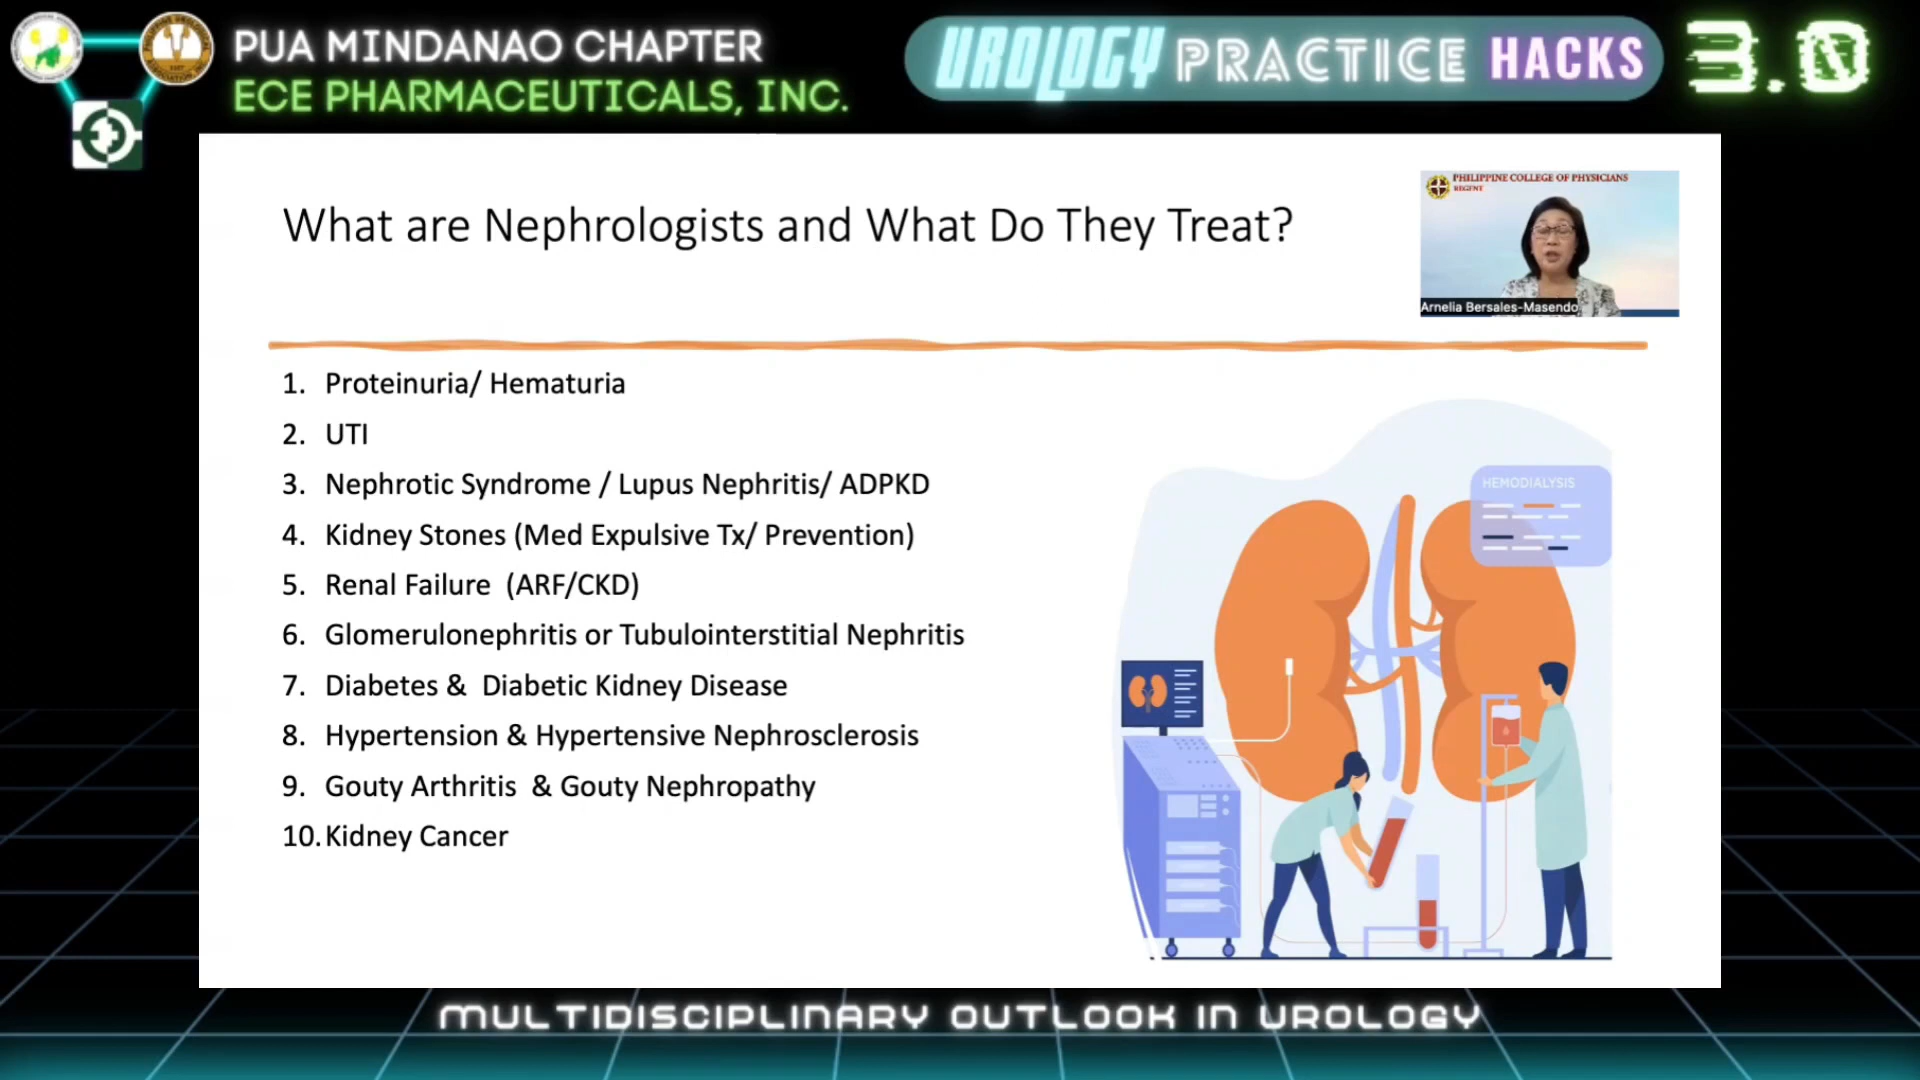 PUA MINDANAO CHAPTER
ECE PHARMACEUTICALS, INC.
UROLOGY PRACTICE HACKS 3.0
What are Nephrologists and What Do They Treat?
PHILIPPINE COLLEGE OF PHYSICIANS
REGENT
Arnelia Bersales-Masendo
1. Proteinuria/ Hematuria
2. UTI
3. Nephrotic Syndrome / Lupus Nephritis/ ADPKD
4. Kidney Stones (Med Expulsive Tx/ Prevention)
5. Renal Failure (ARF/CKD)
6. Glomerulonephritis or Tubulointerstitial Nephritis
7. Diabetes & Diabetic Kidney Disease
8. Hypertension & Hypertensive Nephrosclerosis
9. Gouty Arthritis & Gouty Nephropathy
10. Kidney Cancer
HEMODIALYSIS
MULTIDISCIPLINARY OUTLOOK IN UROLOGY